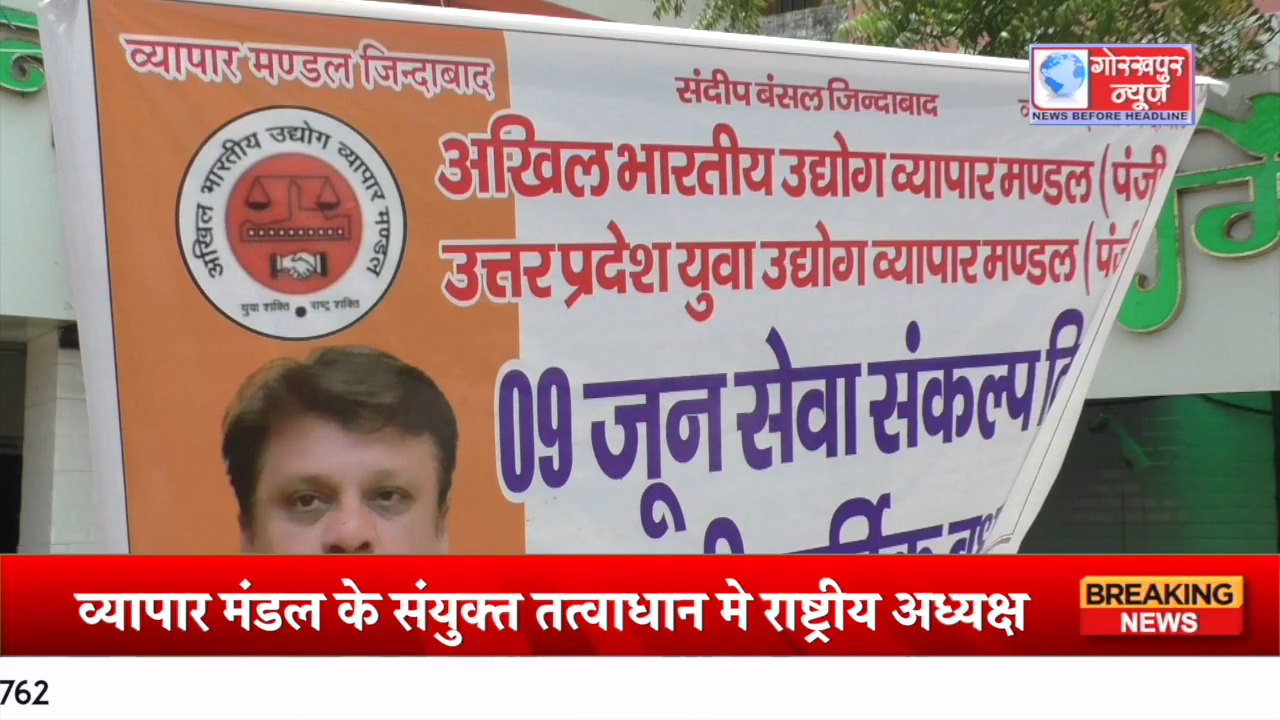 व्यापार मण्डल जिन्दाबाद
संदीप बंसल जिन्दाबाद
गोरखपुर
न्यूज़
NEWS BEFORE HEADLINE
अखिल भारतीय उद्योग व्यापार मण्डल
युवा शक्ति राष्ट्र शक्ति
अखिल भारतीय उद्योग व्यापार मण्डल ( पंजी
उत्तर प्रदेश युवा उद्योग व्यापार मण्डल (
09 जून सेवा संकल्प
व्यापार मंडल के संयुक्त तत्वाधान मे राष्ट्रीय अध्यक्ष
BREAKING
NEWS
762